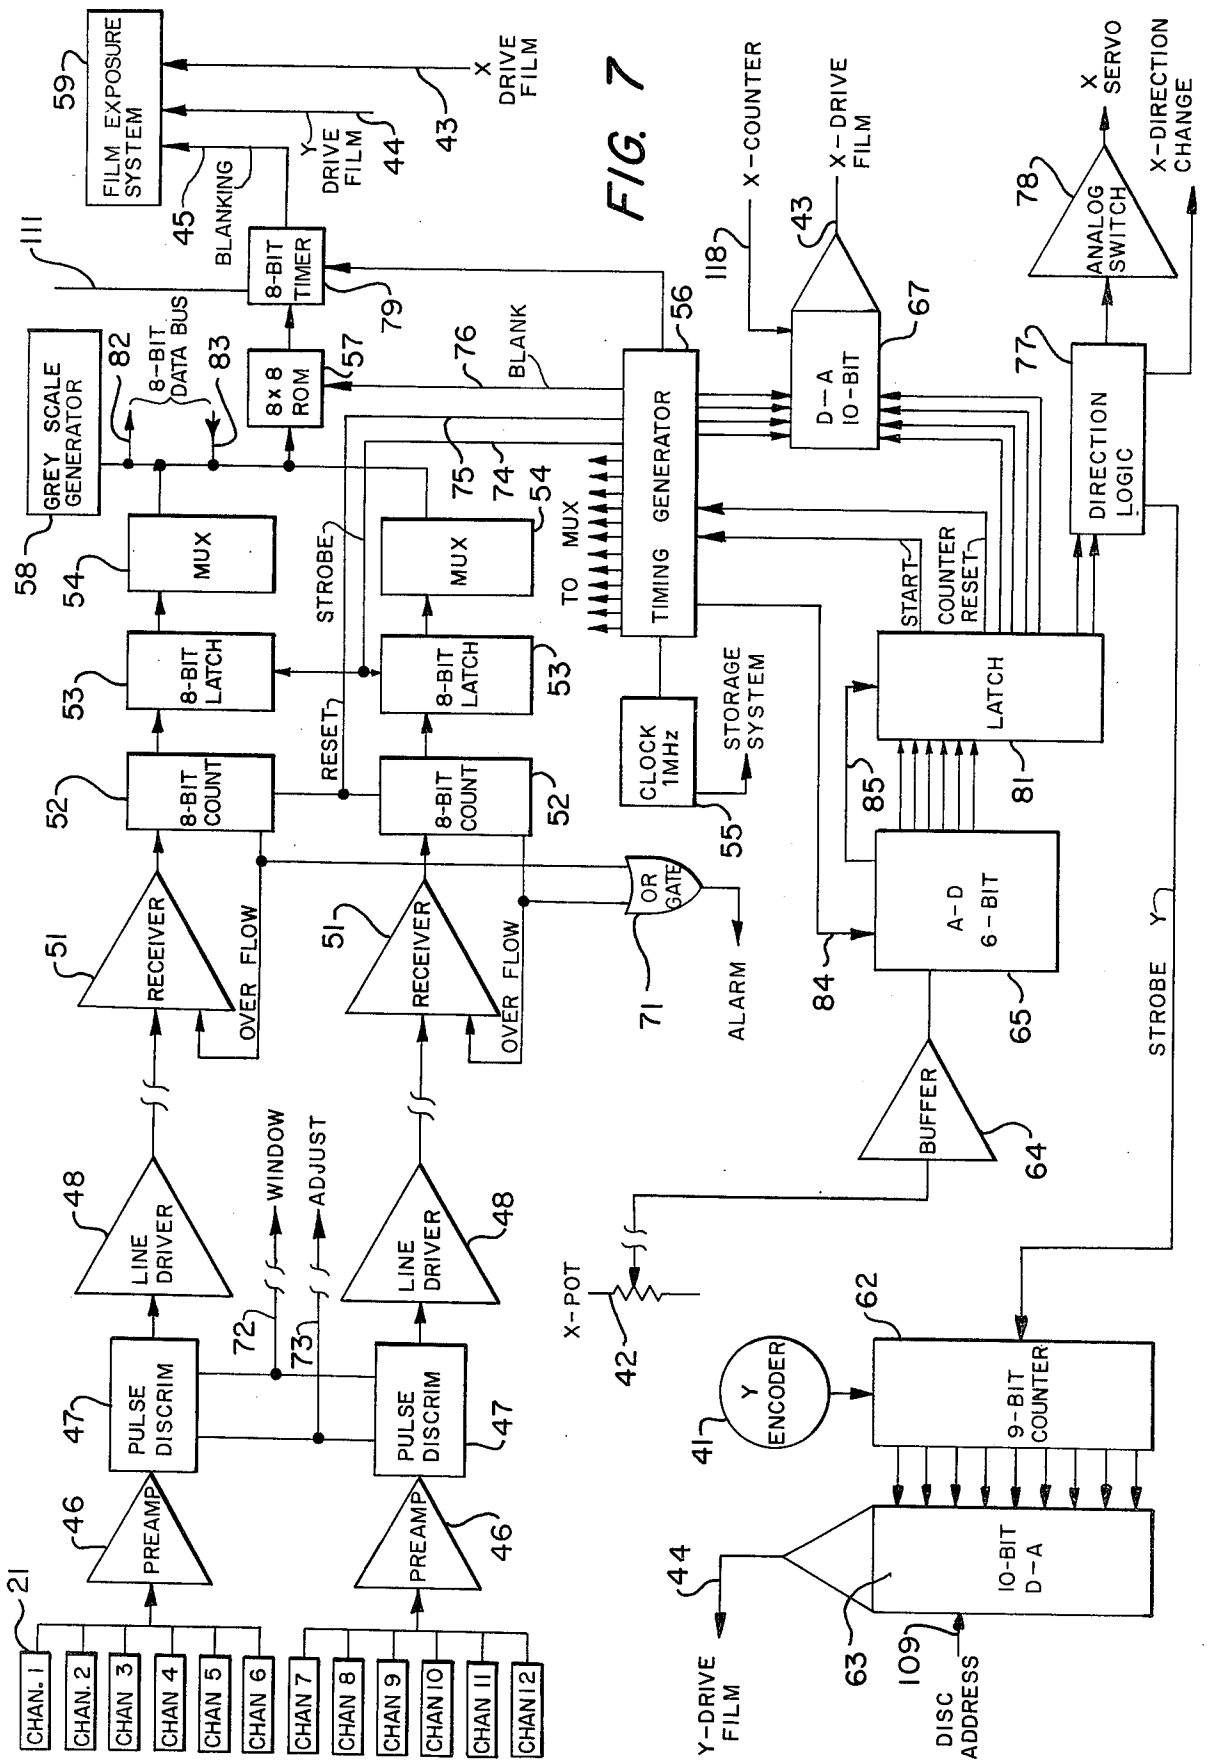 21
CHAN. 1
CHAN. 2
CHAN 3
CHAN 4
CHAN 5
CHAN 6
CHAN 7
CHAN 8
CHAN 9
CHAN 10
CHAN 11
CHAN 12
46
PREAMP
46
PREAMP
47
PULSE
DISCRIM
47
PULSE
DISCRIM
72
WINDOW
73
ADJUST
48
LINE
DRIVER
48
LINE
DRIVER
51
RECEIVER
OVER FLOW
51
RECEIVER
OVER FLOW
52
8-BIT
COUNT
RESET
52
8-BIT
COUNT
53
8-BIT
LATCH
STROBE
53
8-BIT
LATCH
54
MUX
54
MUX
58
GREY SCALE
GENERATOR
82
8-BIT
DATA BUS
83
75
74
76
BLANK
8x8
ROM
57
111
8-BIT
TIMER
79
BLANKING
45
59
FILM EXPOSURE
SYSTEM
Y
DRIVE
FILM
44
43
X
DRIVE
FILM
FIG. 7
71
OR
GATE
ALARM
CLOCK
1MHz
55
STORAGE
SYSTEM
TO MUX
TIMING GENERATOR
56
118
X-COUNTER
D-A
10-BIT
67
43
X-DRIVE
FILM
START
COUNTER
RESET
X-POT
42
BUFFER
64
84
A-D
6-BIT
65
85
LATCH
81
77
DIRECTION
LOGIC
78
ANALOG
SWITCH
X
SERVO
X-DIRECTION
CHANGE
STROBE Y
Y-DRIVE
FILM
44
63
10-BIT
D-A
109
DISC
ADDRESS
41
Y
ENCODER
62
9-BIT
COUNTER